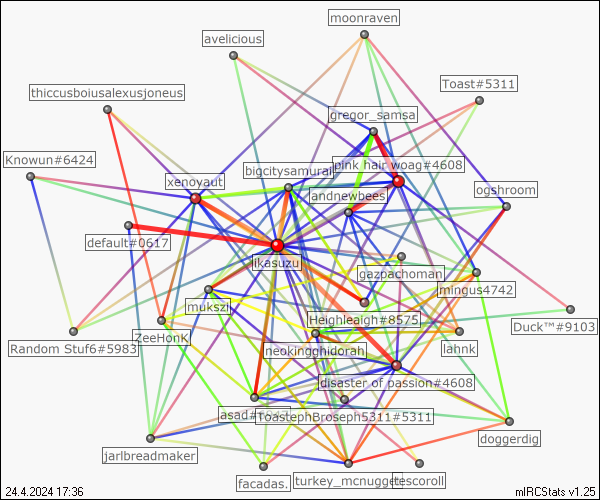 moonraven
avelicious
Toast#5311
thiccusboiusalexusjoneus
gregor_samsa
Knowun#6424
pink hair woag#4608
bigcitysamurai
xenoyaut
andnewbees
ogshroom
default#0617
ikasuzu
gazpachoman
mingus4742
mukszi
Heighleaigh#8575
Duck™#9103
Random Stuf6#5983
ZeeHonk
lahnk
neokingghidorah
disaster of passion#4608
ToastephBroseph5311#5311
doggerdig
jarlbreadmaker
facadas.
turkey_mcnugget
tescoroll
24.4.2024 17:36
mIRCStats v1.25